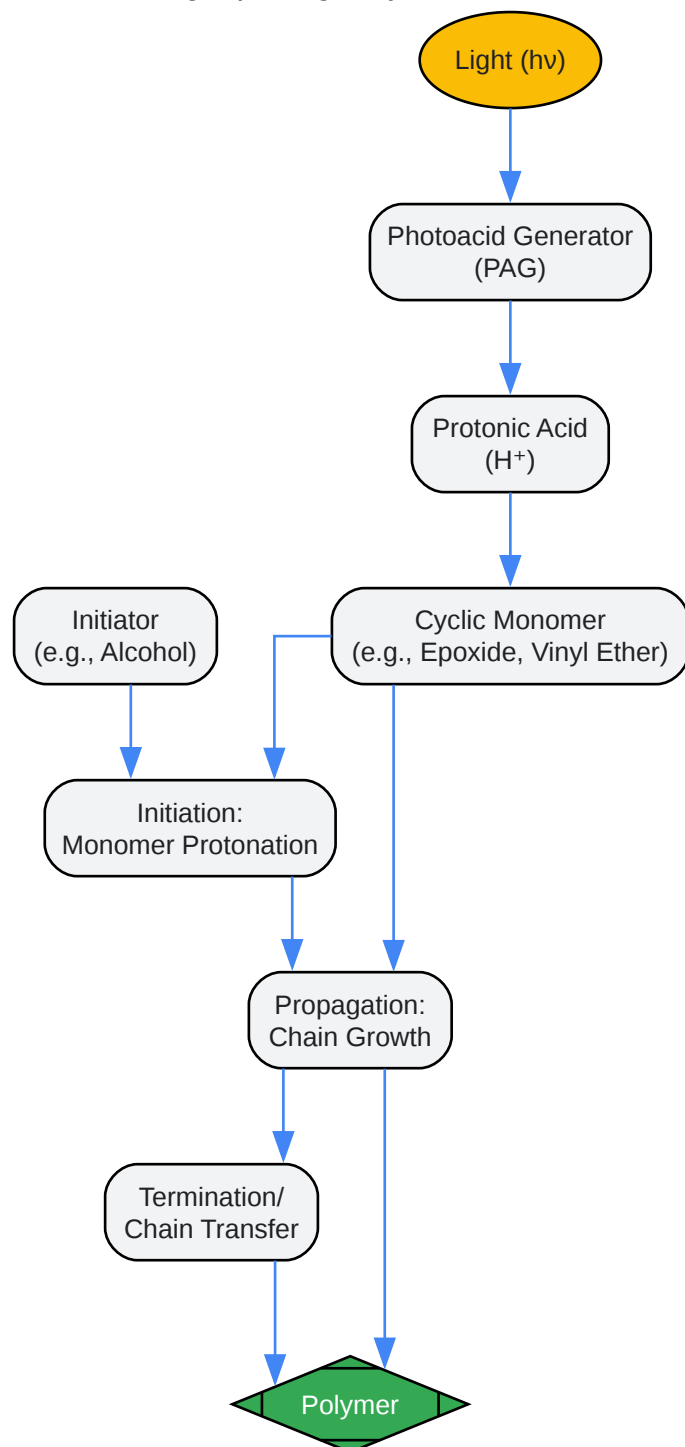 Light (hν)
Photoacid Generator
(PAG)
Protonic Acid
(H⁺)
Initiator
(e.g., Alcohol)
Cyclic Monomer
(e.g., Epoxide, Vinyl Ether)
Initiation:
Monomer Protonation
Propagation:
Chain Growth
Termination/
Chain Transfer
Polymer